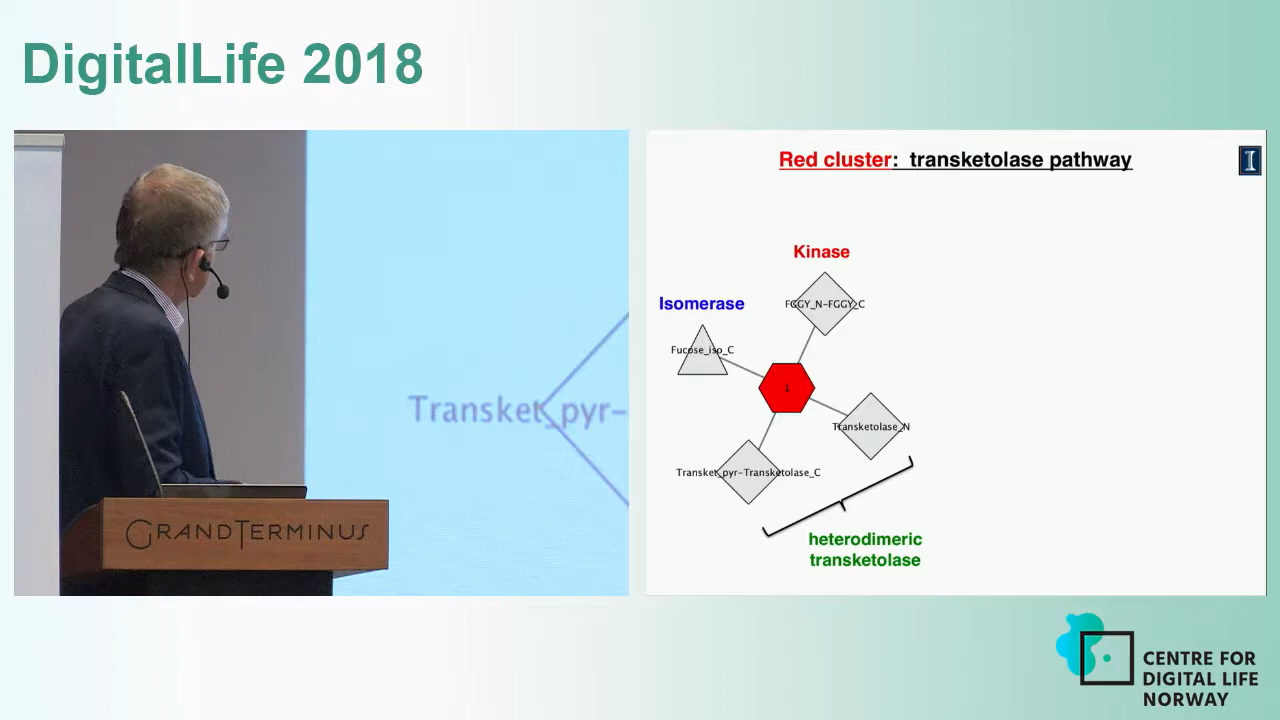 DigitalLife 2018
Transket_pyr-
GRANDTERMINUS
Red cluster: transketolase pathway
I
Kinase
FGGY_N-FGGY_C
Isomerase
Fucose_iso_C
1
Transketolase_N
Transket_pyr-Transketolase_C
heterodimeric
transketolase
CENTRE FOR
DIGITAL LIFE
NORWAY